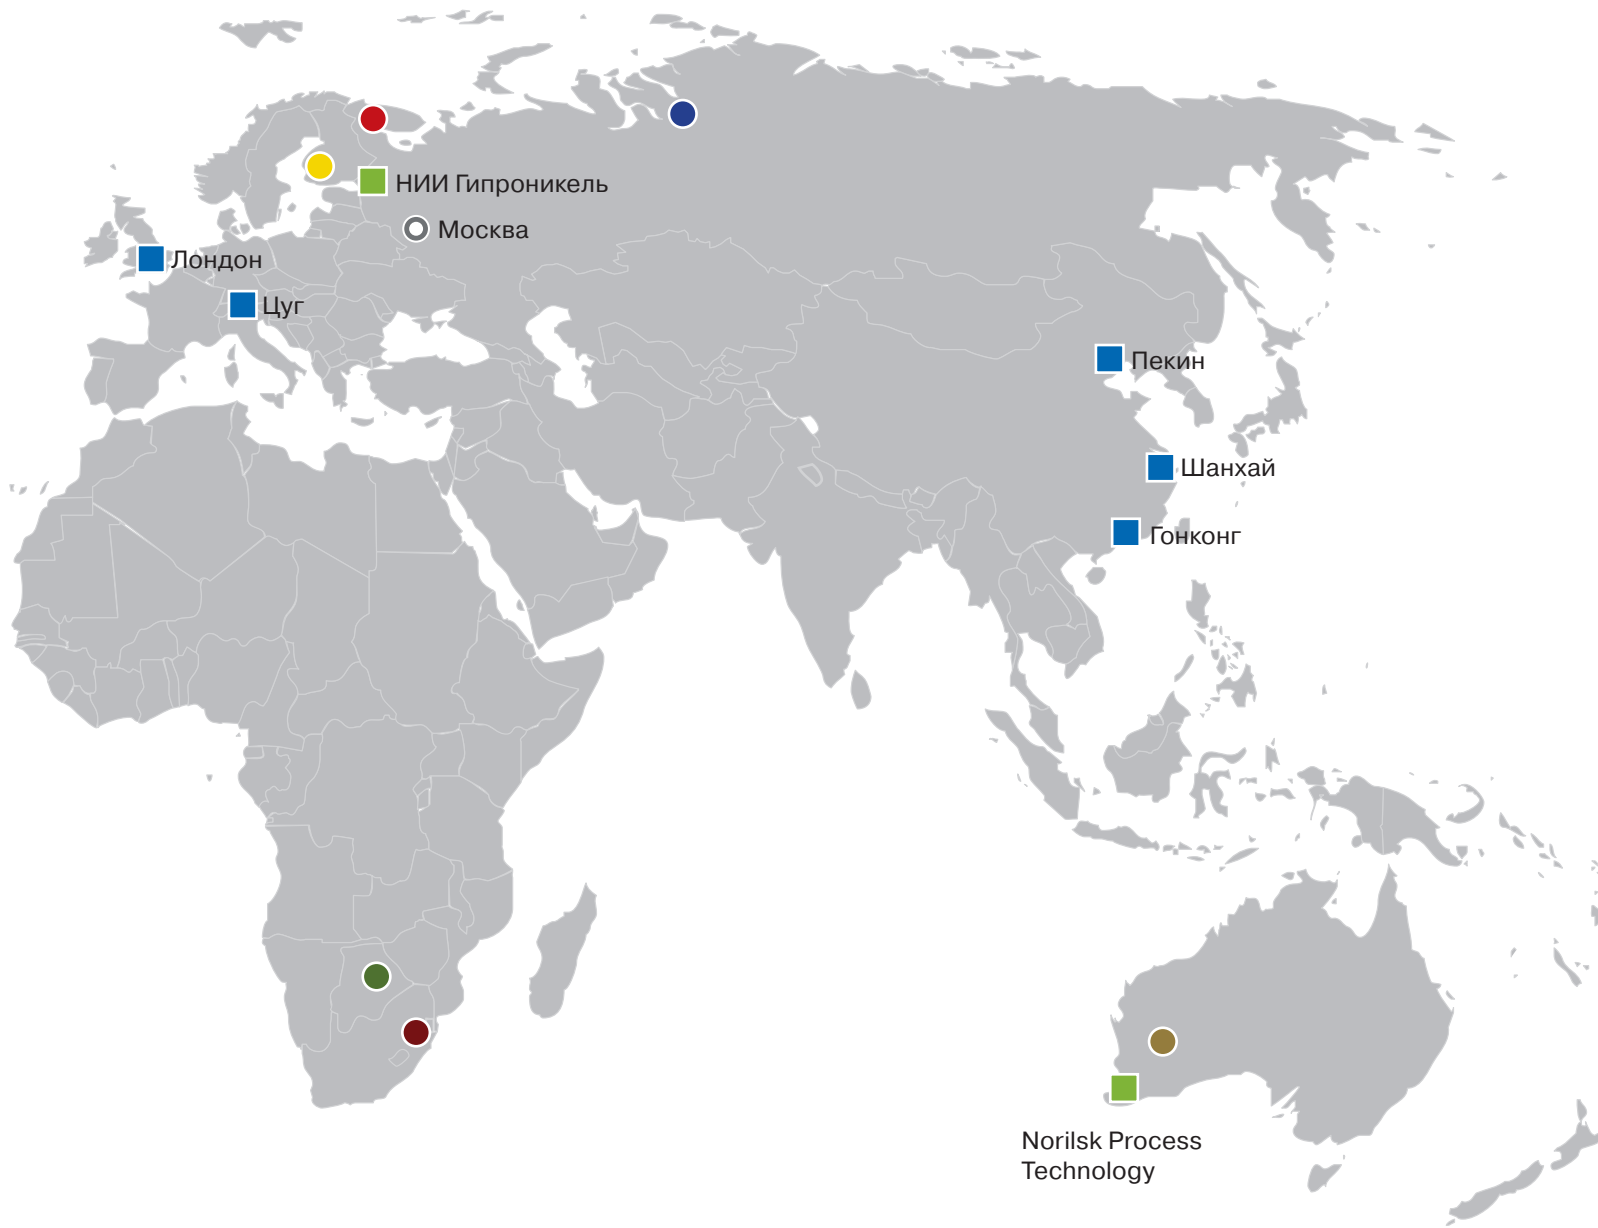 НИИ Гипроникель
Москва
Лондон
Цуг
Пекин
Шанхай
Гонконг
Norilsk Process
Technology